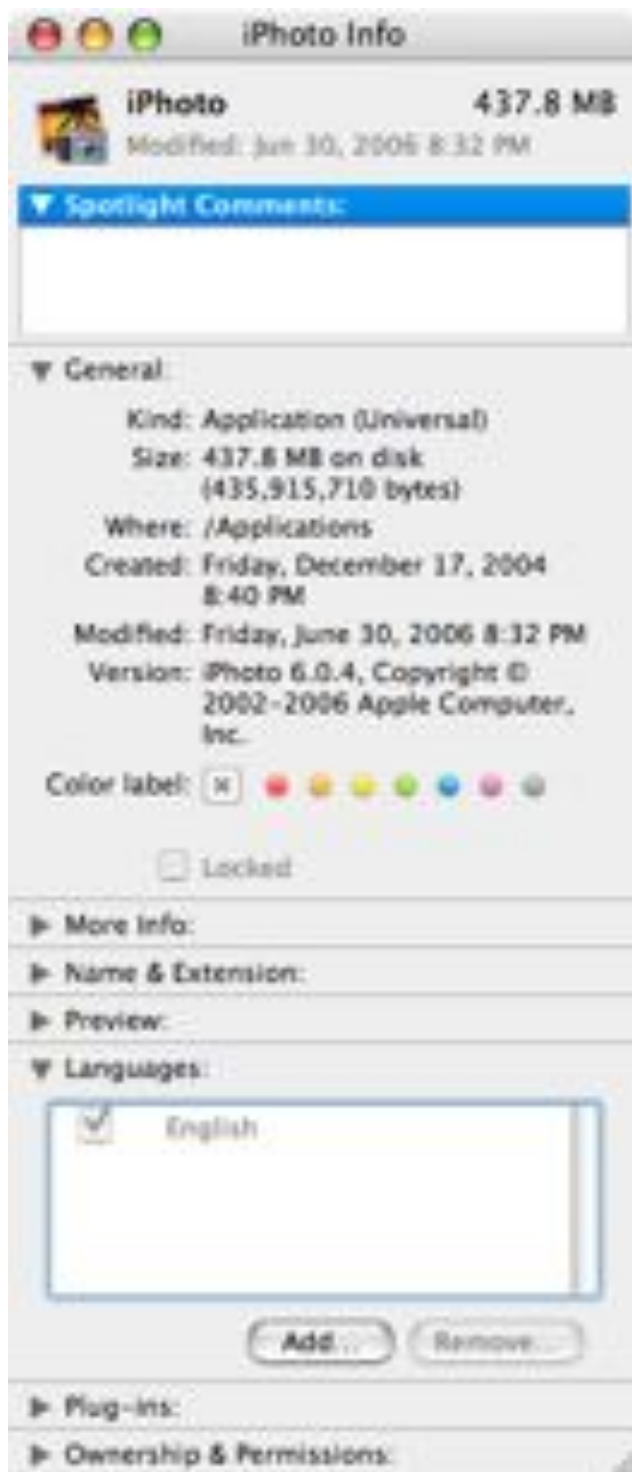 iPhoto Info
iPhoto 437.8 MB
Modified: Jun 30, 2006 8:32 PM
Spotlight Comments:
General:
Kind: Application (Universal)
Size: 437.8 MB on disk
(435,915,710 bytes)
Where: /Applications
Created: Friday, December 17, 2004
8:40 PM
Modified: Friday, June 30, 2006 8:32 PM
Version: iPhoto 6.0.4, Copyright ©
2002-2006 Apple Computer,
Inc.
Color label:
Locked
More Info:
Name & Extension:
Preview:
Languages:
English
Add... Remove...
Plug-ins:
Ownership & Permissions: